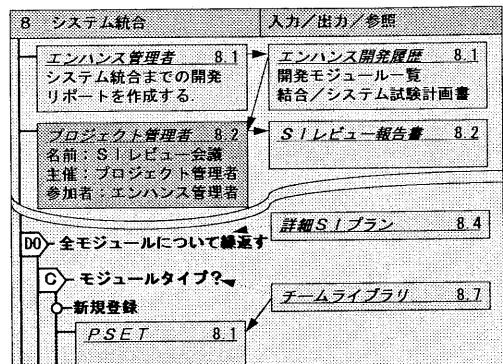 8 システム統合
入力／出力／参照
エンハンス管理者 8.1
システム統合までの開発
リポートを作成する.
エンハンス開発履歴 8.1
開発モジュール一覧
結合／システム試験計画書
プロジェクト管理者 8.2
名前：SIレビュー会議
主催：プロジェクト管理者
参加者：エンハンス管理者
SIレビュー報告書 8.2
詳細SIプラン 8.4
DO 全モジュールについて繰返す
C モジュールタイプ?
チームライブラリ 8.7
新規登録
PSET 8.1